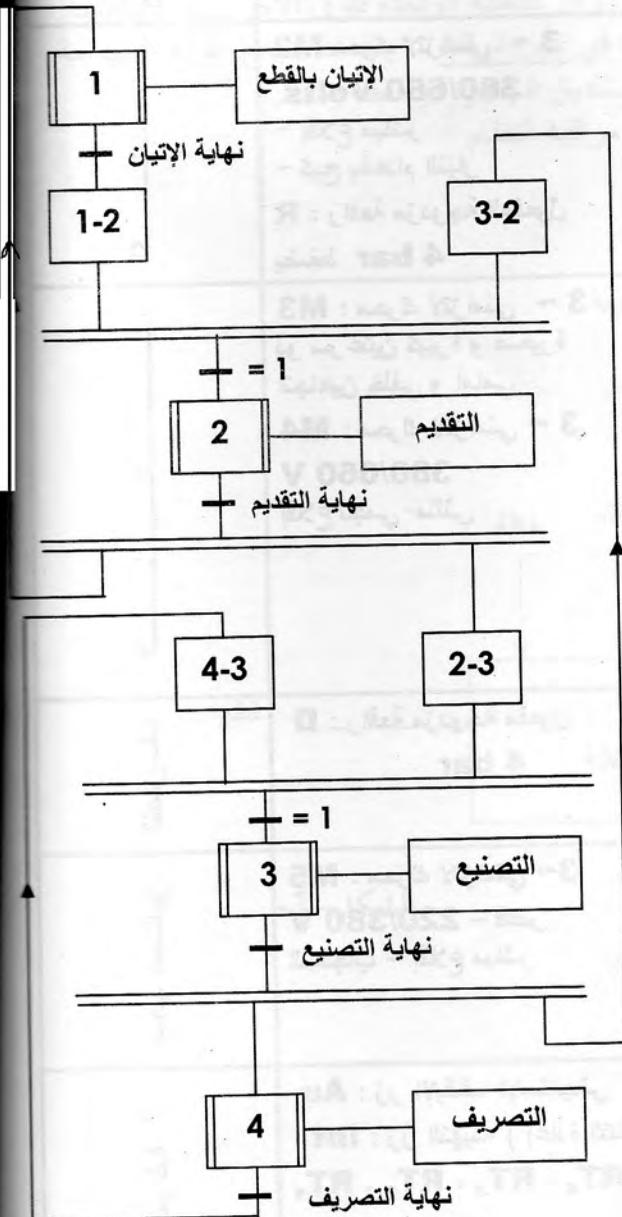 1
الإتيان بالقطع
نهاية الإتيان
1-2
3-2
= 1
2
التقديم
نهاية التقديم
4-3
2-3
= 1
3
التصنيع
نهاية التصنيع
4
التصريف
نهاية التصريف